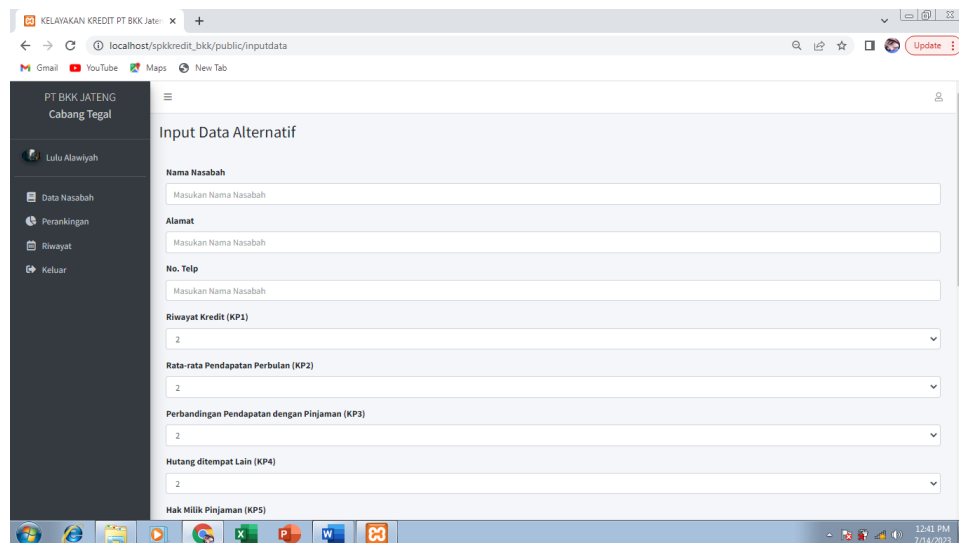 KELAYAKAN KREDIT PT BKK Jaten
localhost/spkkredit_bkk/public/inputdata
Update
Gmail YouTube Maps New Tab
PT BKK JATENG
Cabang Tegal
Lulu Alawiyah
Data Nasabah
Perankingan
Riwayat
Keluar
Input Data Alternatif
Nama Nasabah
Masukan Nama Nasabah
Alamat
Masukan Nama Nasabah
No. Telp
Masukan Nama Nasabah
Riwayat Kredit (KP1)
2
Rata-rata Pendapatan Perbulan (KP2)
2
Perbandingan Pendapatan dengan Pinjaman (KP3)
2
Hutang ditempat Lain (KP4)
2
Hak Milik Pinjaman (KP5)
12:41 PM
7/14/2023